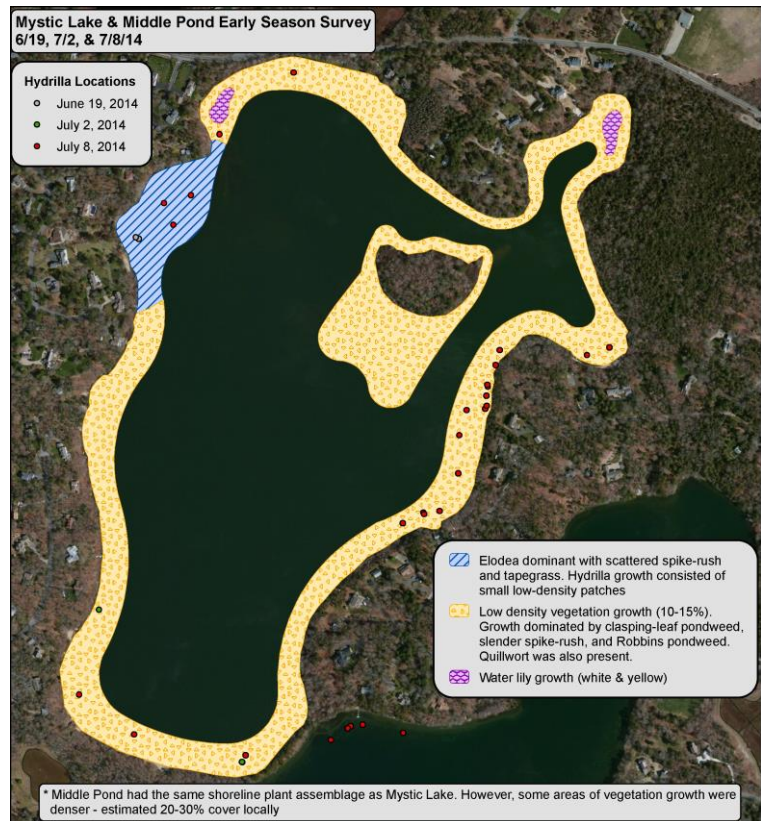 Mystic Lake & Middle Pond Early Season Survey
6/19, 7/2, & 7/8/14
Hydrilla Locations
June 19, 2014
July 2, 2014
July 8, 2014
Elodea dominant with scattered spike-rush
and tapegrass. Hydrilla growth consisted of
small low-density patches
Low density vegetation growth (10-15%).
Growth dominated by clasping-leaf pondweed,
slender spike-rush, and Robbins pondweed.
Quillwort was also present.
Water lily growth (white & yellow)
* Middle Pond had the same shoreline plant assemblage as Mystic Lake. However, some areas of vegetation growth were
denser - estimated 20-30% cover locally